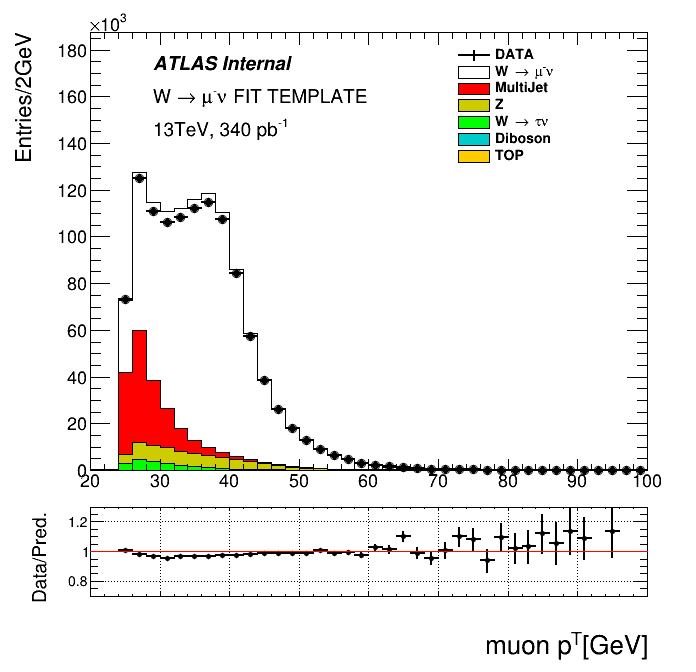 ×10³
Entries/2GeV
180
160
140
120
100
80
60
40
20
0
ATLAS Internal
W → μ⁻ν FIT TEMPLATE
13TeV, 340 pb⁻¹
DATA
W → μ⁻ν
MultiJet
Z
W → τν
Diboson
TOP
20 30 40 50 60 70 80 90 100
Data/Pred.
1.2
1
0.8
muon pᵀ[GeV]